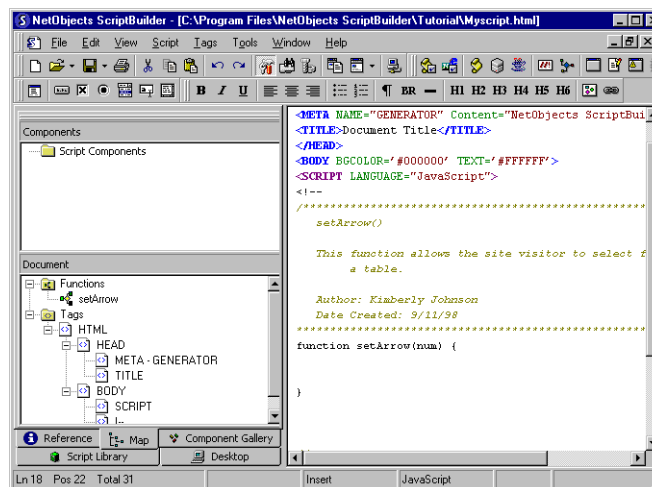 NetObjects ScriptBuilder - [C:\Program Files\NetObjects ScriptBuilder\Tutorial\Myscript.html]
File Edit View Script Tags Tools Window Help
B I U ¶ BR H1 H2 H3 H4 H5 H6
Components
Script Components
Document
Functions
setArrow
Tags
HTML
HEAD
META - GENERATOR
TITLE
BODY
SCRIPT
!--
Reference Map Component Gallery
Script Library Desktop
<META NAME="GENERATOR" Content="NetObjects ScriptBui
<TITLE>Document Title</TITLE>
</HEAD>
<BODY BGCOLOR='#000000' TEXT='#FFFFFF'>
<SCRIPT LANGUAGE="JavaScript">
<!--
/**************************************************
setArrow()
This function allows the site visitor to select f
a table.
Author: Kimberly Johnson
Date Created: 9/11/98
***************************************************
function setArrow(num) {
}
Ln 18 Pos 22 Total 31 Insert JavaScript